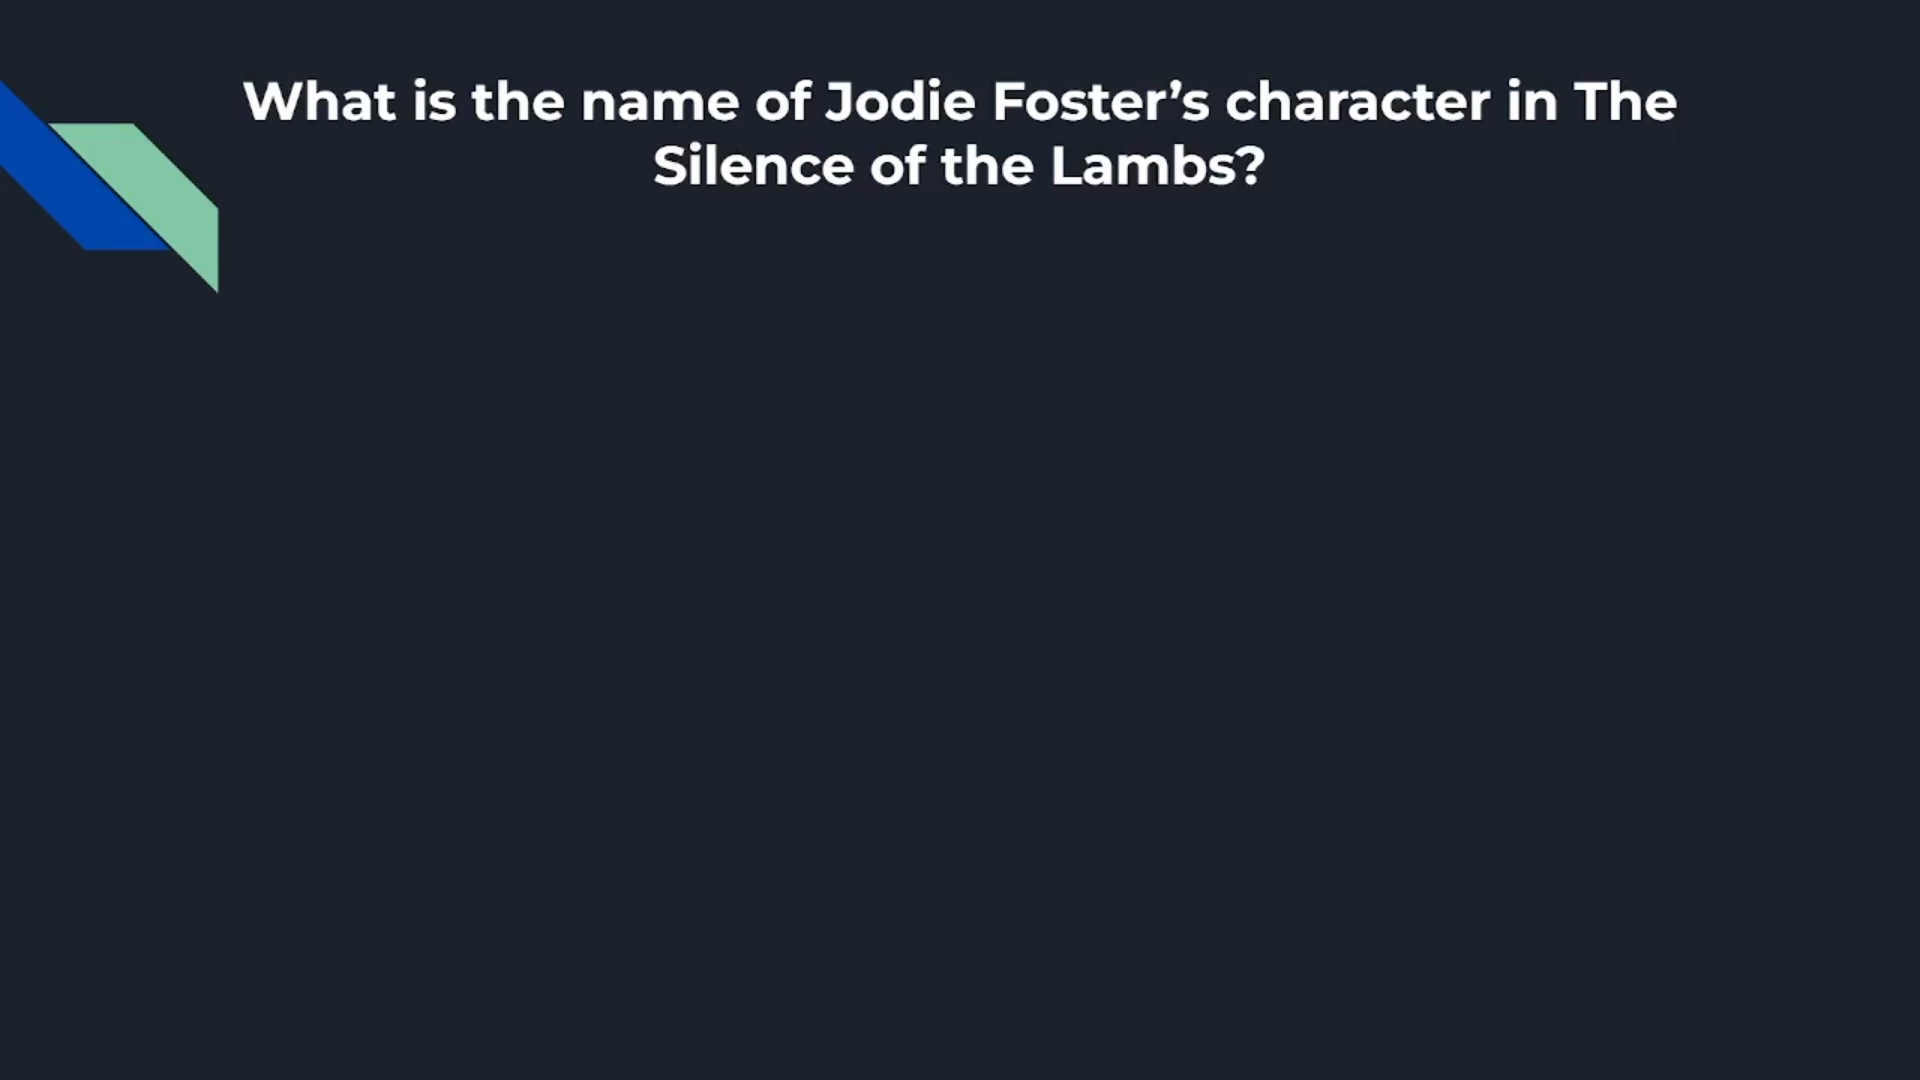 What is the name of Jodie Foster’s character in The
Silence of the Lambs?